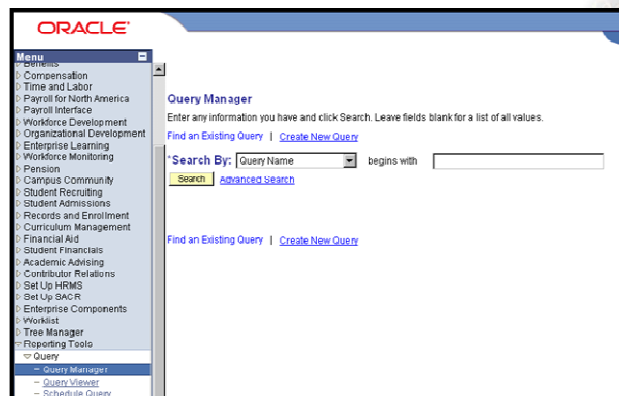 ORACLE
Menu
Benefits
Compensation
Time and Labor
Payroll for North America
Payroll Interface
Workforce Development
Organizational Development
Enterprise Learning
Workforce Monitoring
Pension
Campus Community
Student Recruiting
Student Admissions
Records and Enrollment
Curriculum Management
Financial Aid
Student Financials
Academic Advising
Contributor Relations
Set Up HRMS
Set Up SACR
Enterprise Components
Worklist
Tree Manager
Reporting Tools
Query
– Query Manager
– Query Viewer
– Schedule Query
Query Manager
Enter any information you have and click Search. Leave fields blank for a list of all values.
Find an Existing Query | Create New Query
*Search By: Query Name begins with
Search Advanced Search
Find an Existing Query | Create New Query